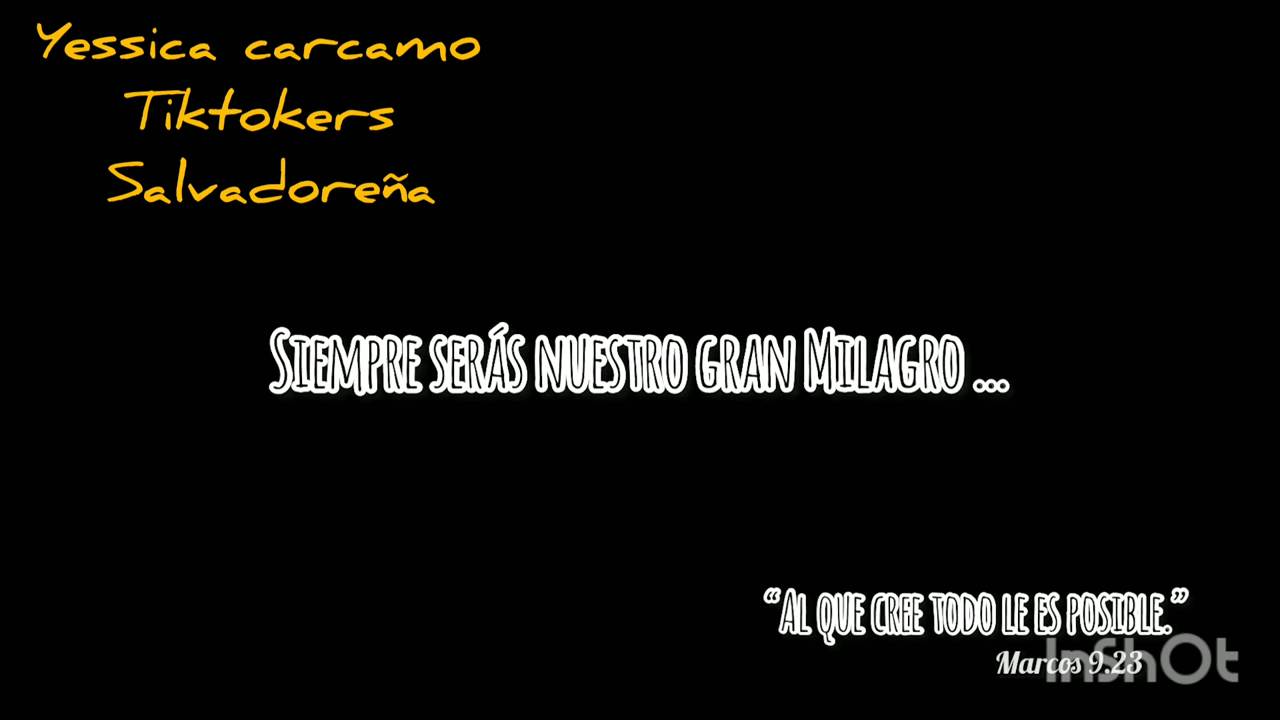 Yessica carcamo
Tiktokers
Salvadoreña
Siempre serás nuestro gran Milagro ...
“Al que cree todo le es posible.”
Marcos 9.23
InShOt